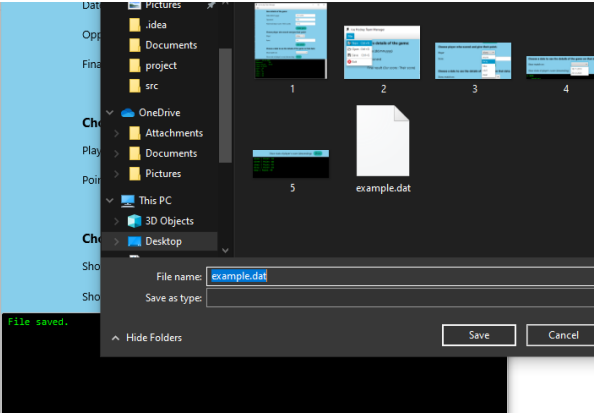 Dat
Opp
Fina
Cho
Play
Poin
Cho
Sho
Sho
File saved.
Pictures
.idea
Documents
project
src
OneDrive
Attachments
Documents
Pictures
This PC
3D Objects
Desktop
1
2
3
4
5
example.dat
File name: example.dat
Save as type:
Hide Folders
Save
Cancel